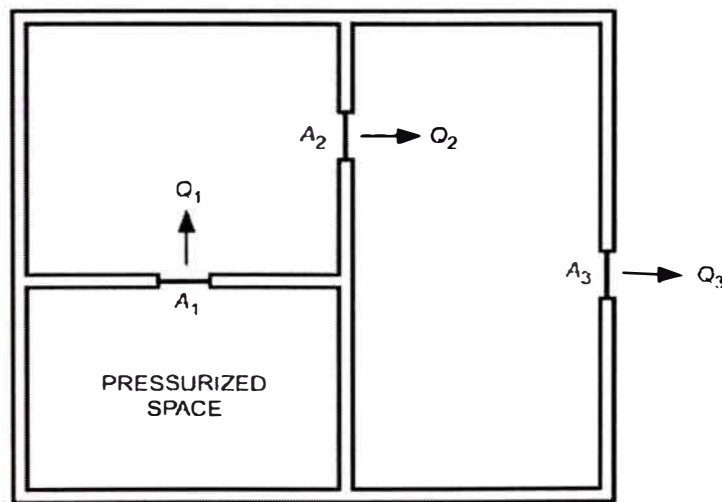 A₂
Q₂
Q₁
A₃
Q₃
A₁
PRESSURIZED
SPACE